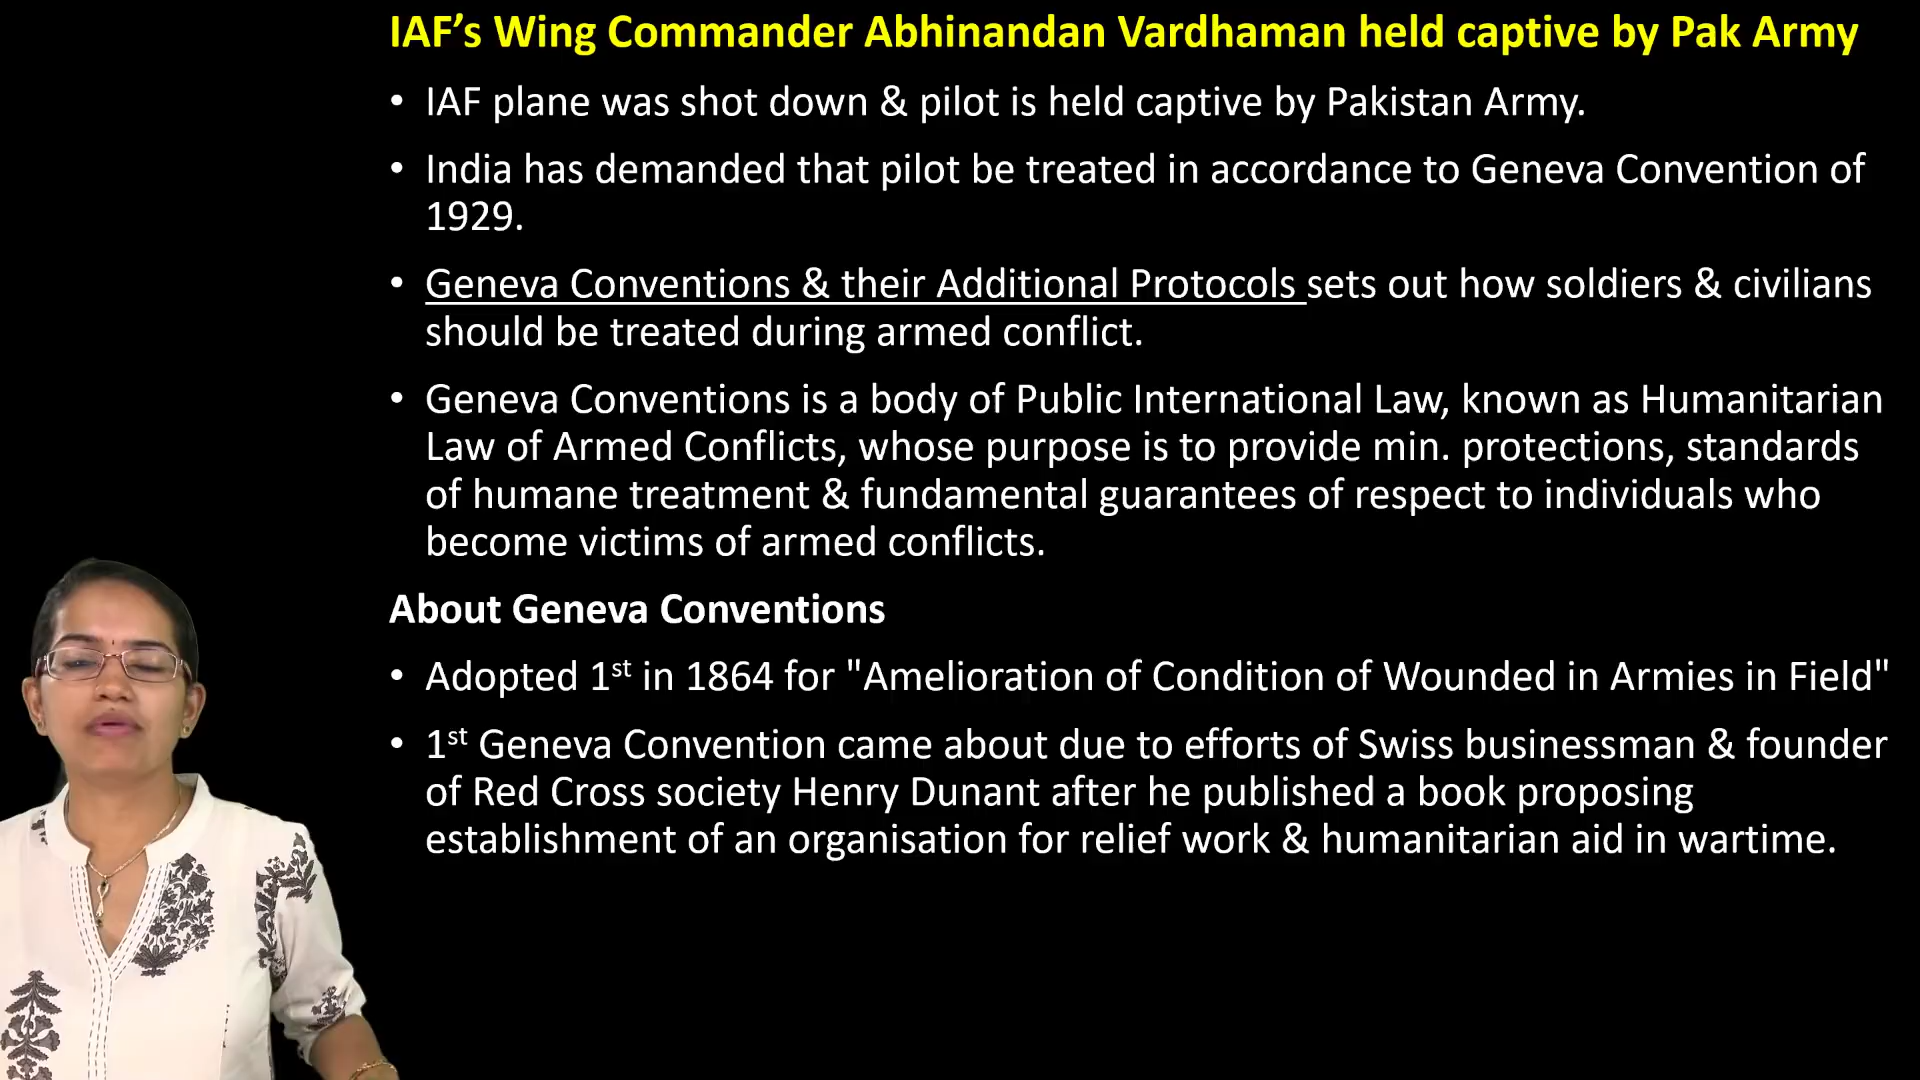 IAF’s Wing Commander Abhinandan Vardhaman held captive by Pak Army
• IAF plane was shot down & pilot is held captive by Pakistan Army.
• India has demanded that pilot be treated in accordance to Geneva Convention of
1929.
• Geneva Conventions & their Additional Protocols sets out how soldiers & civilians
should be treated during armed conflict.
• Geneva Conventions is a body of Public International Law, known as Humanitarian
Law of Armed Conflicts, whose purpose is to provide min. protections, standards
of humane treatment & fundamental guarantees of respect to individuals who
become victims of armed conflicts.
About Geneva Conventions
• Adopted 1st in 1864 for "Amelioration of Condition of Wounded in Armies in Field"
• 1st Geneva Convention came about due to efforts of Swiss businessman & founder
of Red Cross society Henry Dunant after he published a book proposing
establishment of an organisation for relief work & humanitarian aid in wartime.